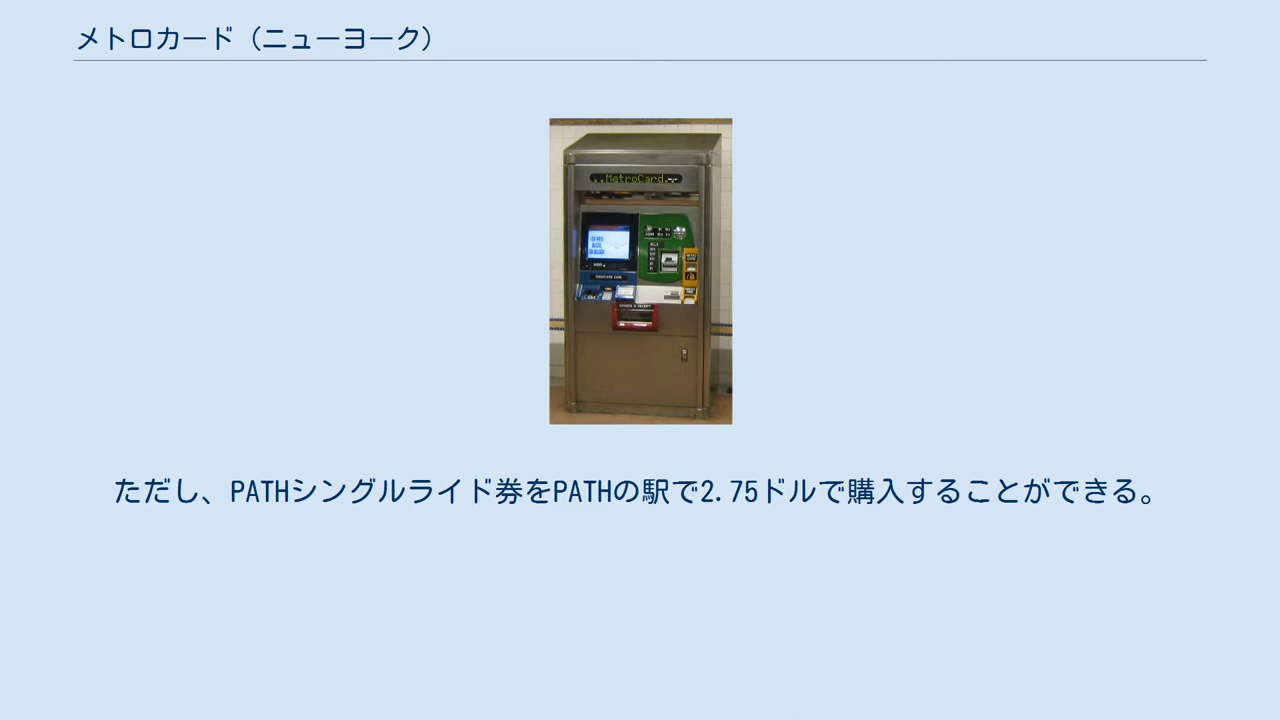 メトロカード（ニューヨーク）
MetroCard
ただし、PATHシングルライド券をPATHの駅で2.75ドルで購入することができる。